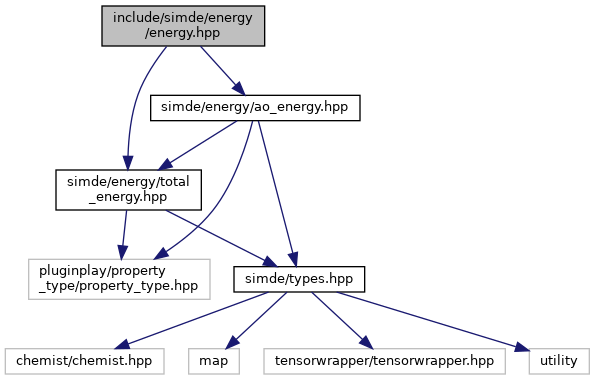 include/simde/energy
/energy.hpp
simde/energy/ao_energy.hpp
simde/energy/total
_energy.hpp
pluginplay/property
_type/property_type.hpp
simde/types.hpp
chemist/chemist.hpp
map
tensorwrapper/tensorwrapper.hpp
utility